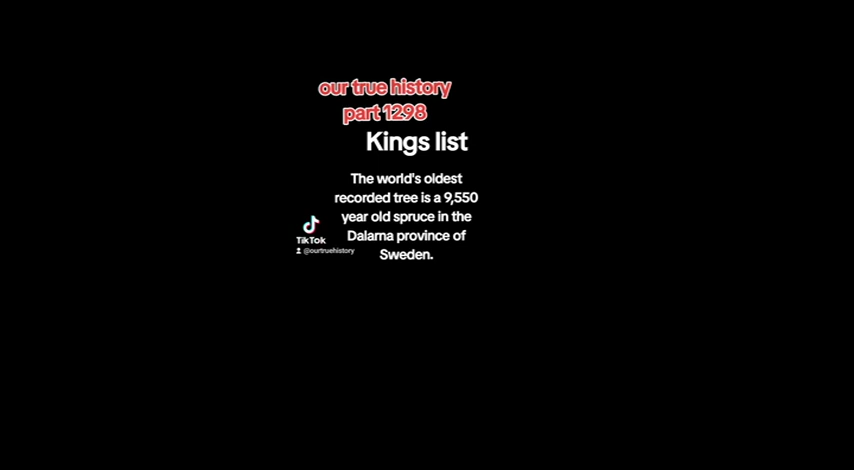 our true history
part 1298
Kings list
The world's oldest
recorded tree is a 9,550
year old spruce in the
Dalarna province of
Sweden.
TikTok
@ourtruehistory